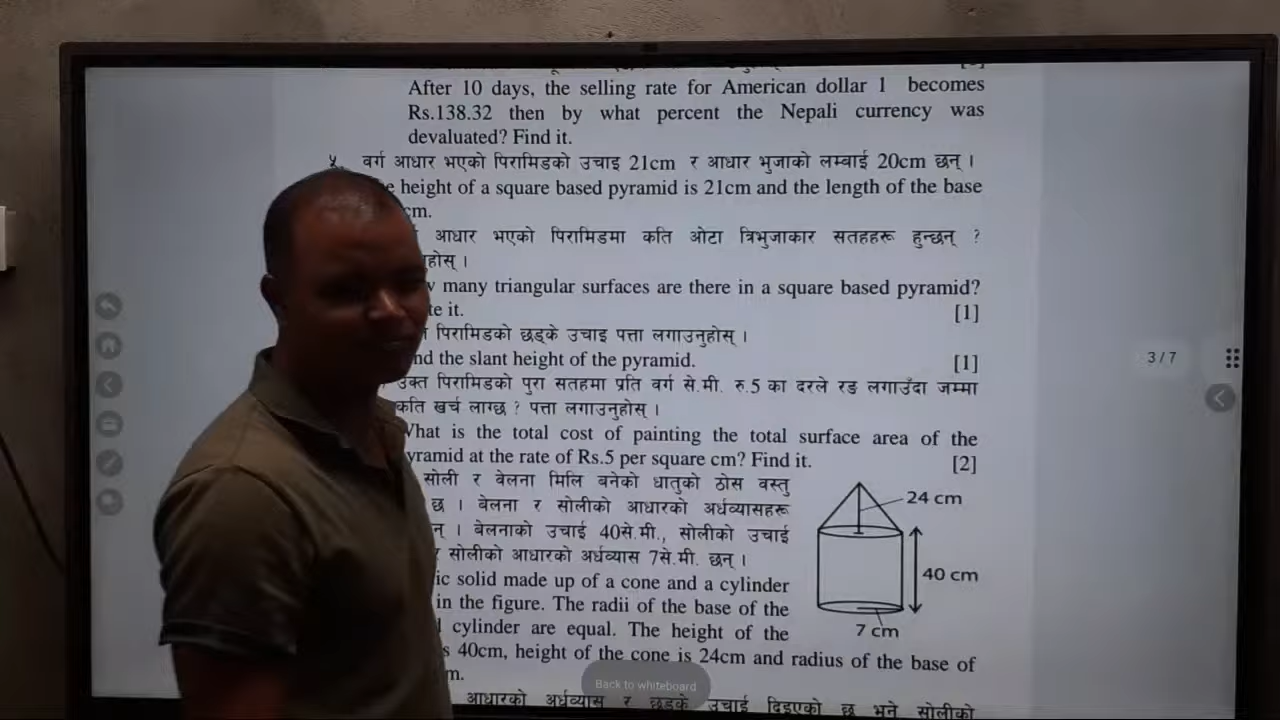 After 10 days, the selling rate for American dollar 1 becomes
Rs.138.32 then by what percent the Nepali currency was
devaluated? Find it.
५. वर्ग आधार भएको पिरामिडको उचाइ 21cm र आधार भुजाको लम्बाई 20cm छन् ।
height of a square based pyramid is 21cm and the length of the base
cm.
आधार भएको पिरामिडमा कति ओटा त्रिभुजाकार सतहहरू हुन्छन् ?
many triangular surfaces are there in a square based pyramid?
it. [1]
पिरामिडको छड्के उचाइ पत्ता लगाउनुहोस् ।
the slant height of the pyramid. [1]
उक्त पिरामिडको पुरा सतहमा प्रति वर्ग से.मी. रु.5 का दरले रङ लगाउँदा जम्मा
कति खर्च लाग्छ ? पत्ता लगाउनुहोस् ।
What is the total cost of painting the total surface area of the
at the rate of Rs.5 per square cm? Find it. [2]
सोली र बेलना मिलि बनेको धातुको ठोस वस्तु
छ । बेलना र सोलीको आधारको अर्धव्यासहरू
। बेलनाको उचाई 40से.मी., सोलीको उचाई
सोलीको आधारको अर्धव्यास 7से.मी. छन् ।
solid made up of a cone and a cylinder
in the figure. The radii of the base of the
cylinder are equal. The height of the
40cm, height of the cone is 24cm and radius of the base of
24 cm
40 cm
7 cm
आधारको अर्धव्यास र छड्के उचाई दिइएको छ भने सोलीको
Back to whiteboard
3/7